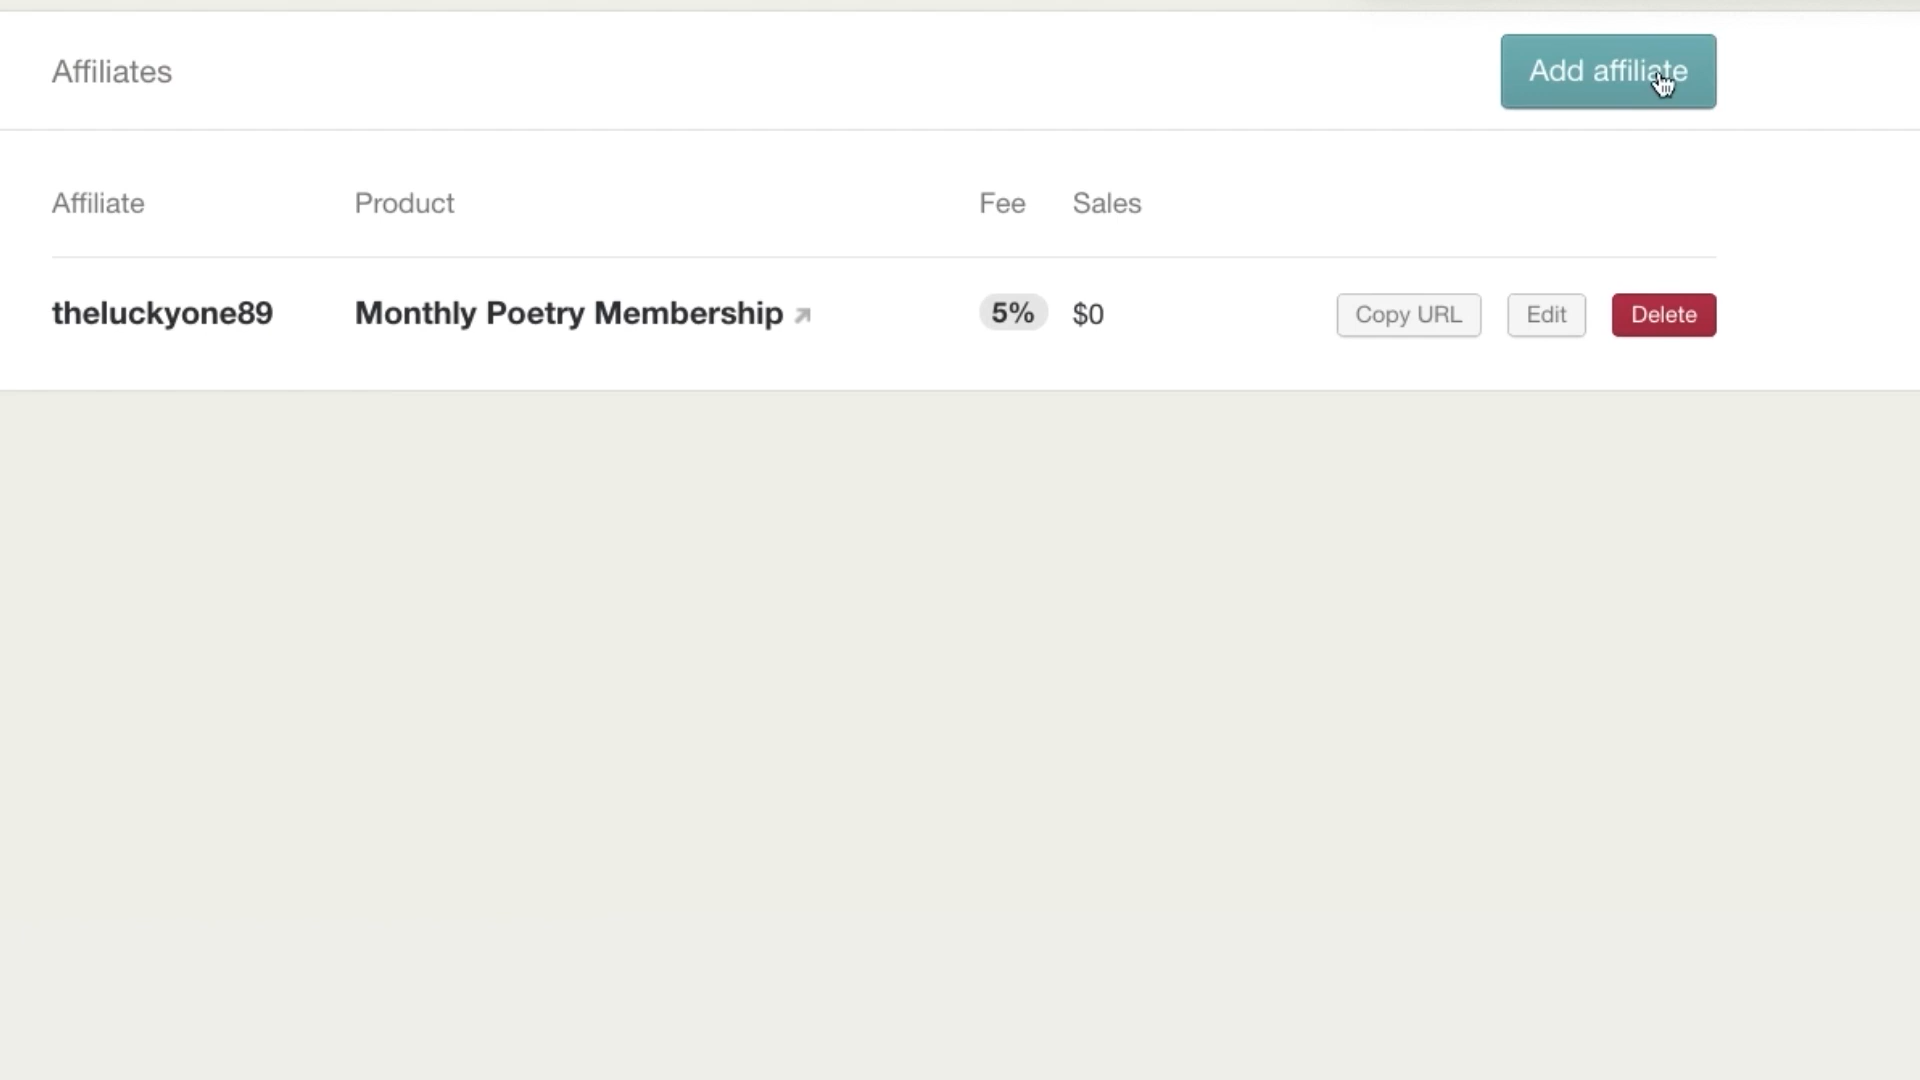 Affiliates
Add affiliate
Affiliate Product Fee Sales
theluckyone89 Monthly Poetry Membership 5% $0 Copy URL Edit Delete